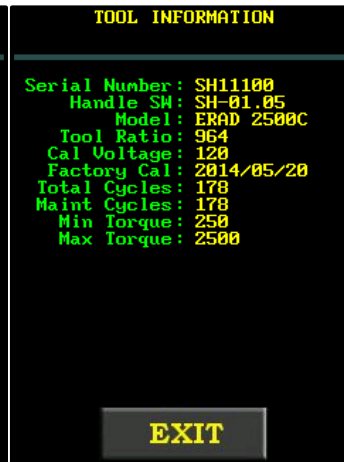 TOOL INFORMATION
Serial Number: SH11100
Handle SW: SH-01.05
Model: ERAD 2500C
Tool Ratio: 964
Cal Voltage: 120
Factory Cal: 2014/05/20
Total Cycles: 178
Maint Cycles: 178
Min Torque: 250
Max Torque: 2500
EXIT